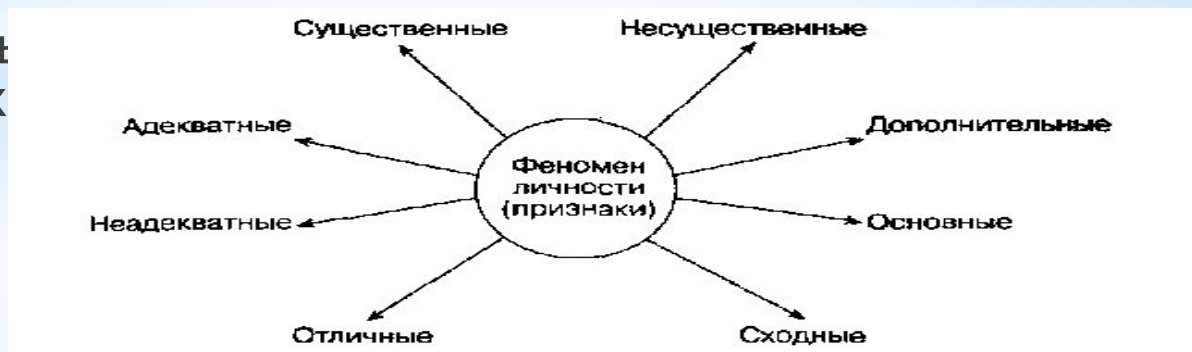 Существенные Несущественные
Адекватные Дополнительные
Феномен
личности
(признаки)
Неадекватные Основные
Отличные Сходные